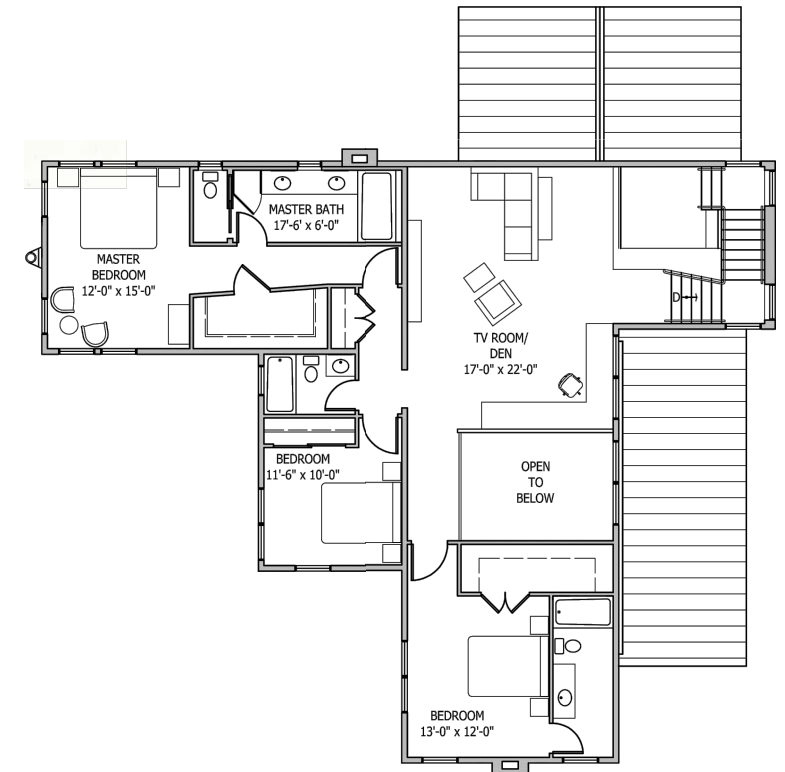 MASTER BATH
17'-6' x 6'-0"
MASTER
BEDROOM
12'-0" x 15'-0"
D
TV ROOM/
DEN
17'-0" x 22'-0"
BEDROOM
11'-6" x 10'-0"
OPEN
TO
BELOW
BEDROOM
13'-0" x 12'-0"